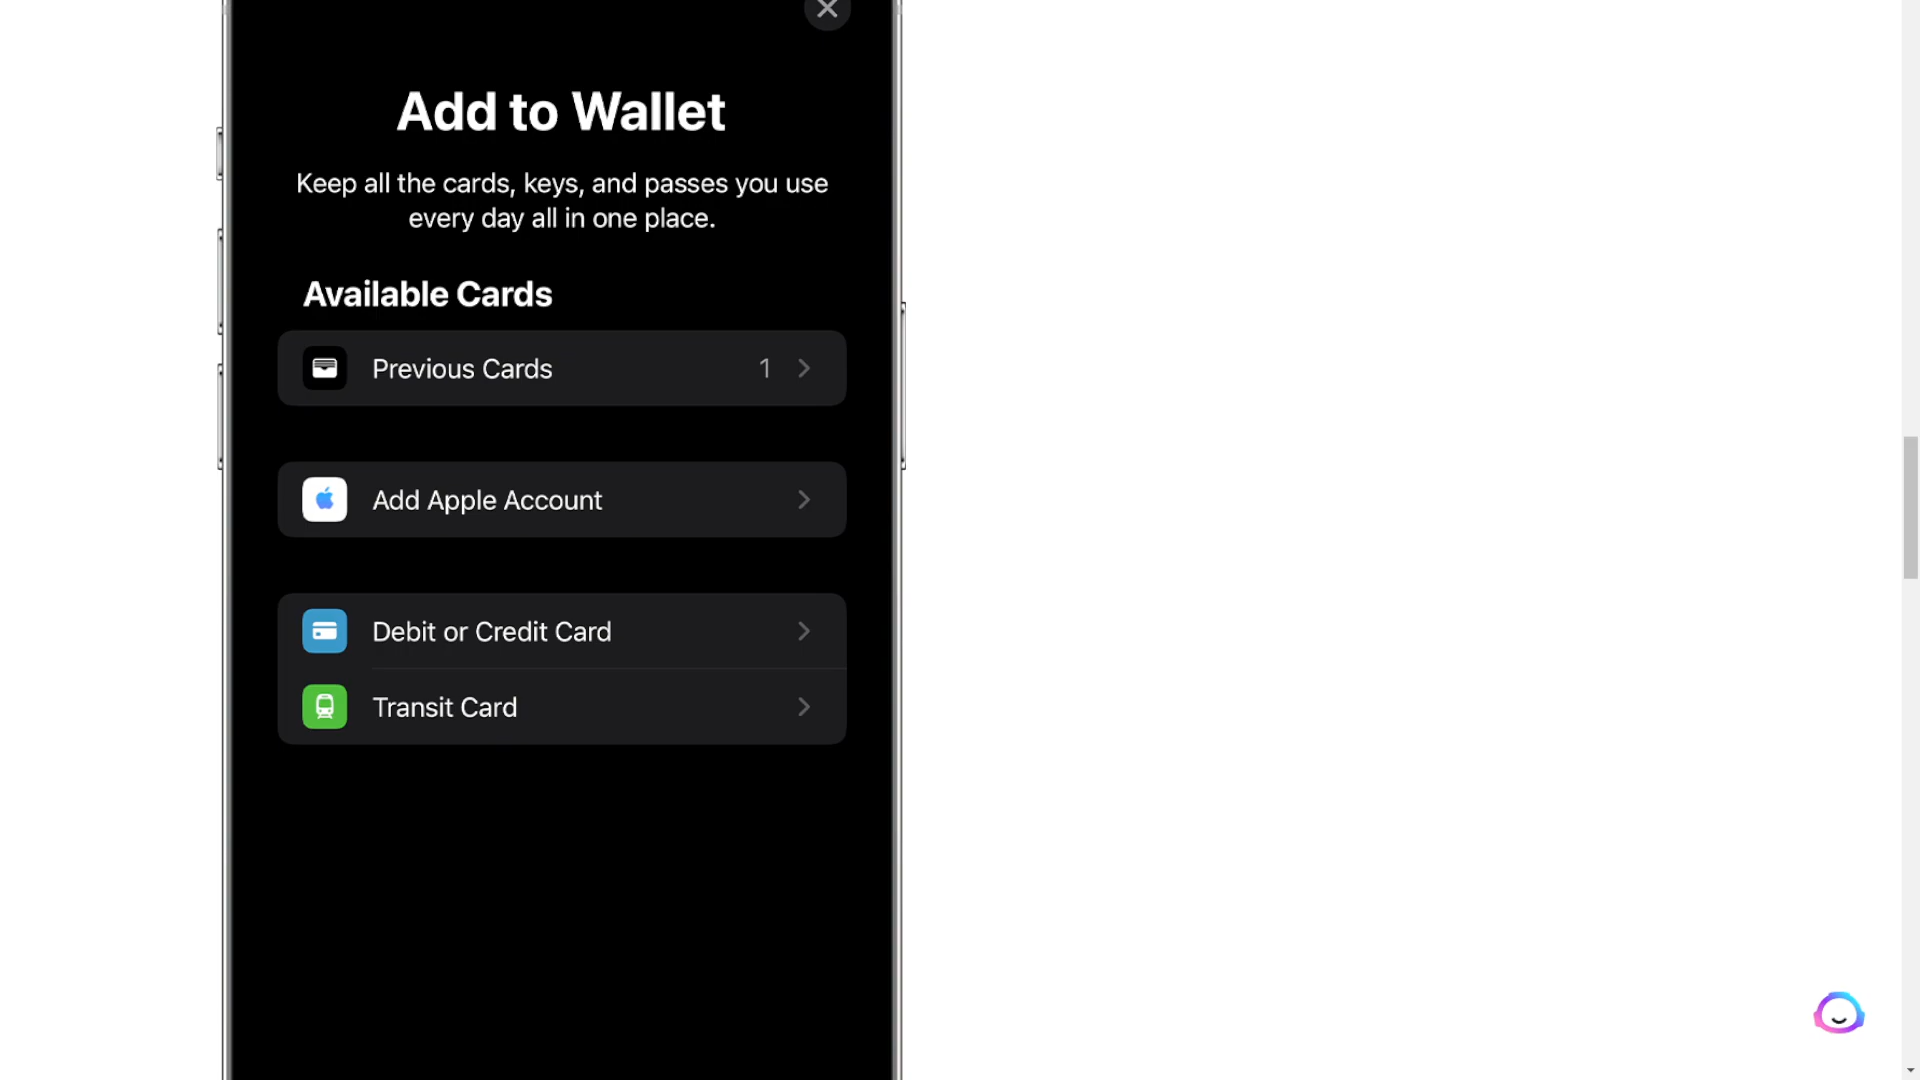 Add to Wallet
Keep all the cards, keys, and passes you use
every day all in one place.
Available Cards
Previous Cards 1
Add Apple Account
Debit or Credit Card
Transit Card